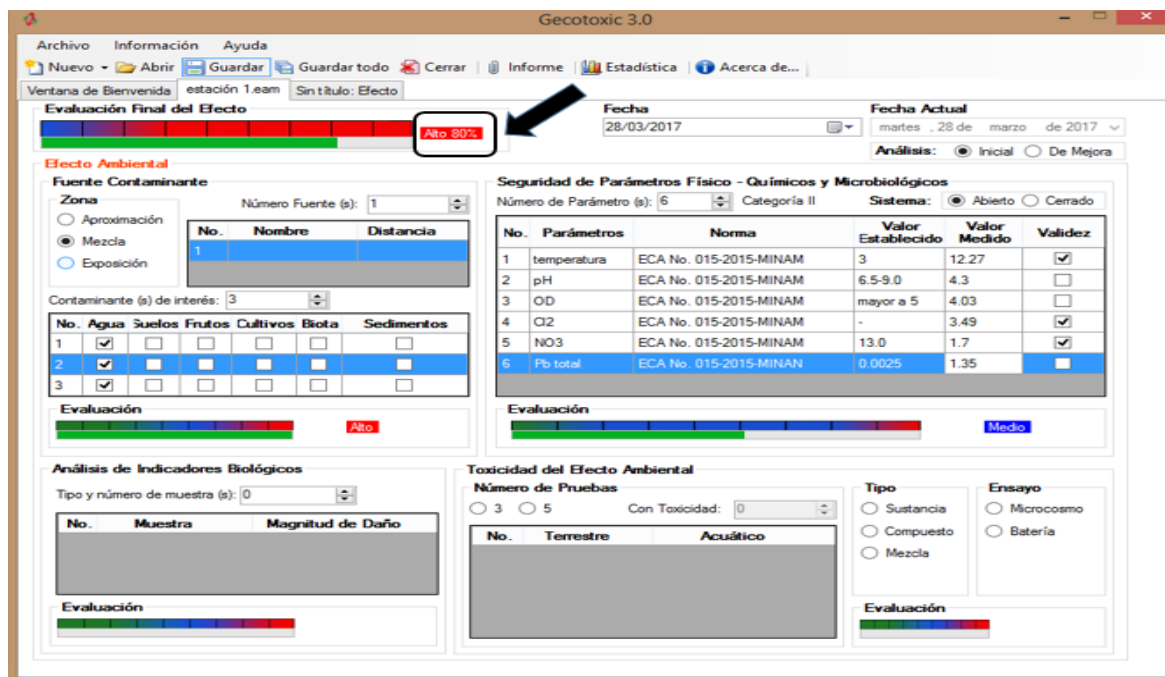 Gecotoxic 3.0
Archivo Información Ayuda
Nuevo Abrir Guardar Guardar todo Cerrar Informe Estadística Acerca de...
Ventana de Bienvenida estación 1.eam Sin título: Efecto
Evaluación Final del Efecto
Alto 80%
Fecha
28/03/2017
Fecha Actual
martes , 28 de marzo de 2017
Análisis: Inicial De Mejora
Efecto Ambiental
Fuente Contaminante
Zona
Aproximación
Mezcla
Exposición
Número Fuente (s): 1
No. Nombre Distancia
1
Contaminante (s) de interés: 3
No. Agua Suelos Frutos Cultivos Biota Sedimentos
1
2
3
Evaluación
Alto
Seguridad de Parámetros Físico - Químicos y Microbiológicos
Número de Parámetro (s): 6 Categoría II Sistema: Abierto Cerrado
No. Parámetros Norma Valor Establecido Valor Medido Validez
1 temperatura ECA No. 015-2015-MINAM 3 12.27
2 pH ECA No. 015-2015-MINAM 6.5-9.0 4.3
3 OD ECA No. 015-2015-MINAM mayor a 5 4.03
4 Cl2 ECA No. 015-2015-MINAM - 3.49
5 NO3 ECA No. 015-2015-MINAM 13.0 1.7
6 Pb total ECA No. 015-2015-MINAN 0.0025 1.35
Evaluación
Medio
Análisis de Indicadores Biológicos
Tipo y número de muestra (s): 0
No. Muestra Magnitud de Daño
Evaluación
Toxicidad del Efecto Ambiental
Número de Pruebas
3 5 Con Toxicidad: 0
No. Terrestre Acuático
Tipo
Sustancia
Compuesto
Mezcla
Ensayo
Microcosmo
Batería
Evaluación